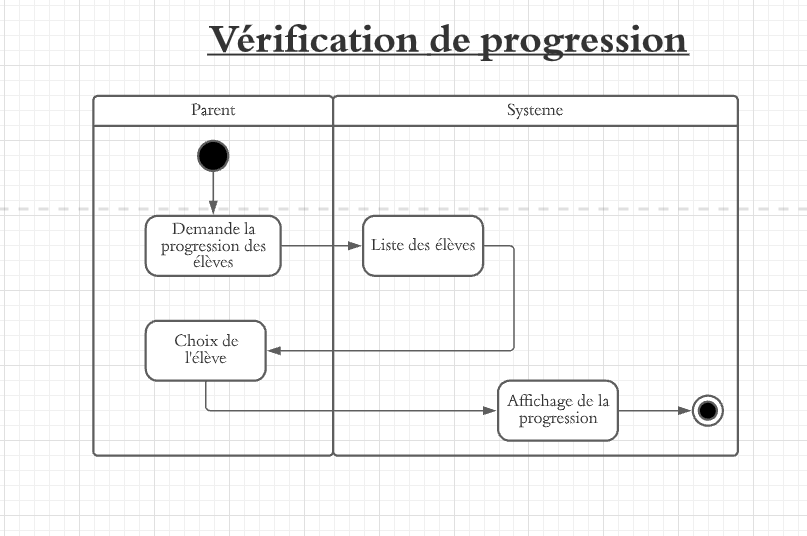 Vérification de progression
Parent
Systeme
Demande la
progression des
élèves
Liste des élèves
Choix de
l'élève
Affichage de la
progression